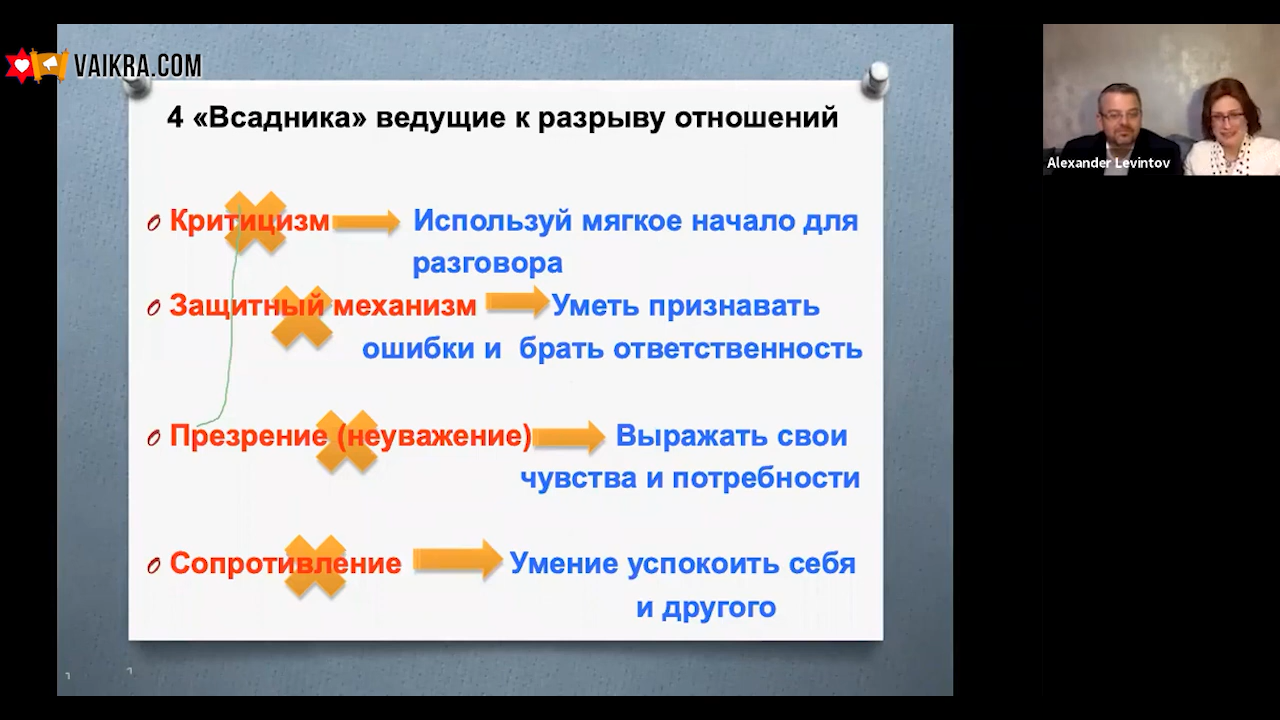 VAIKRA.COM
4 «Всадника» ведущие к разрыву отношений
Критицизм Используй мягкое начало для
разговора
Защитный механизм Уметь признавать
ошибки и брать ответственность
Презрение (неуважение) Выражать свои
чувства и потребности
Сопротивление Умение успокоить себя
и другого
Alexander Levintov